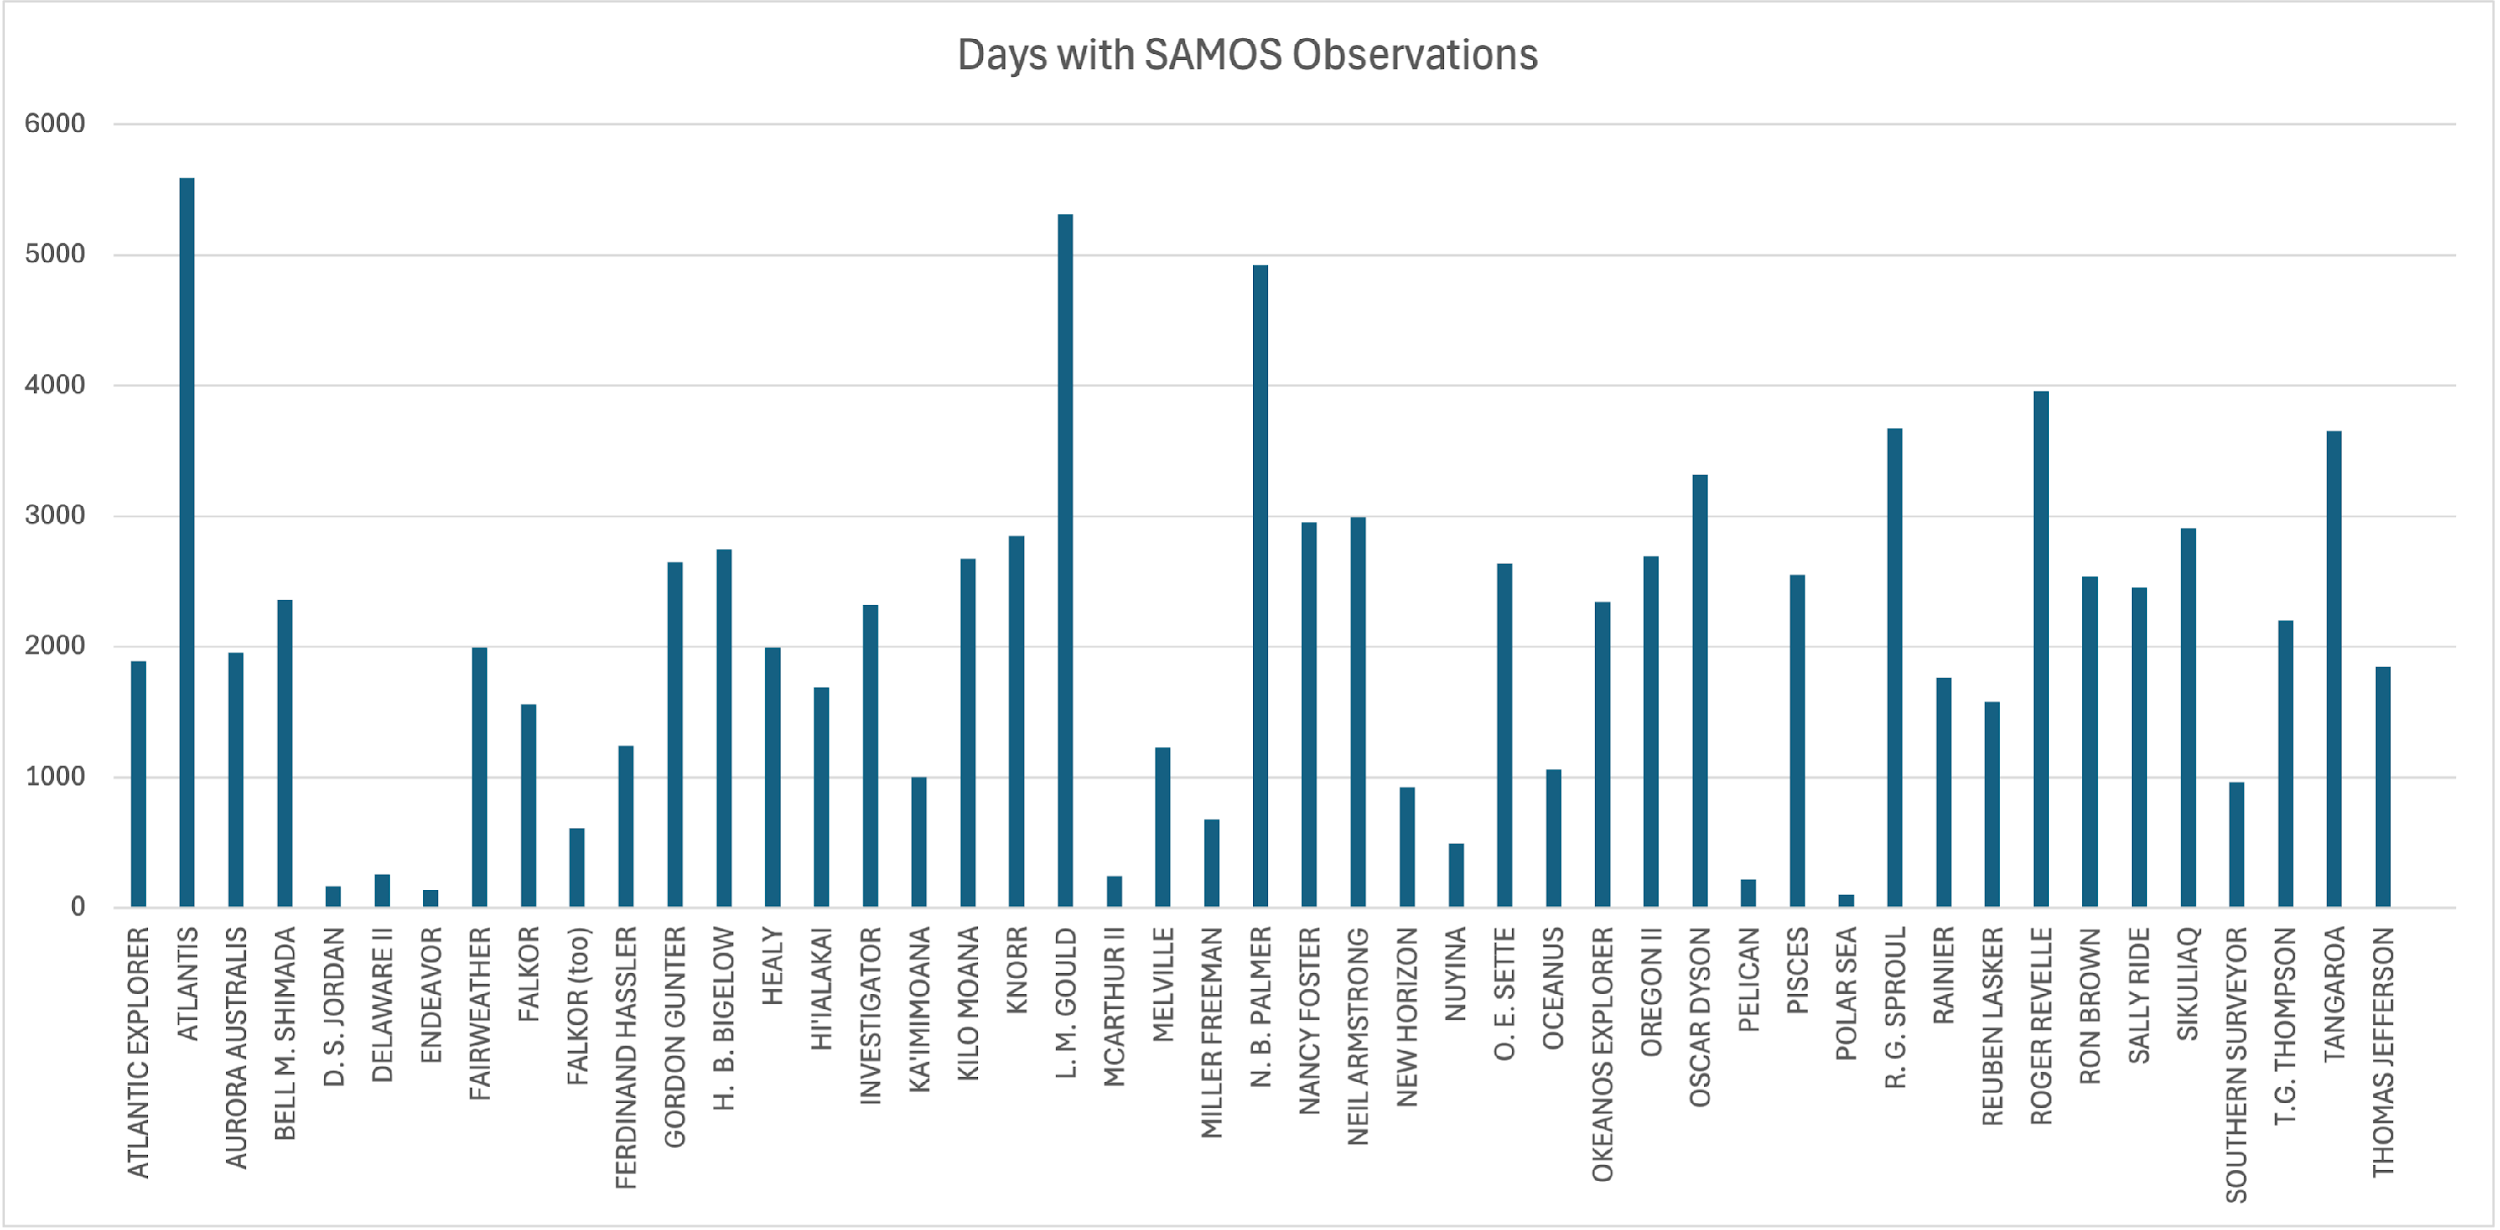 Days with SAMOS Observations
6000
5000
4000
3000
2000
1000
0
ATLANTIC EXPLORER
ATLANTIS
AURORA AUSTRALIS
BELL M. SHIMADA
D. S. JORDAN
DELAWARE II
ENDEAVOR
FAIRWEATHER
FALKOR
FALKOR (too)
FERDINAND HASSLER
GORDON GUNTER
H. B. BIGELOW
HEALY
HI'IALAKAI
INVESTIGATOR
KA'IMIMOANA
KILO MOANA
KNORR
L. M. GOULD
MCARTHUR II
MELVILLE
MILLER FREEMAN
N. B. PALMER
NANCY FOSTER
NEIL ARMSTRONG
NEW HORIZON
NUYINA
O. E. SETTE
OCEANUS
OKEANOS EXPLORER
OREGON II
OSCAR DYSON
PELICAN
PISCES
POLAR SEA
R. G. SPROUL
RAINIER
REUBEN LASKER
ROGER REVELLE
RON BROWN
SALLY RIDE
SIKULIAQ
SOUTHERN SURVEYOR
T.G. THOMPSON
TANGAROA
THOMAS JEFFERSON